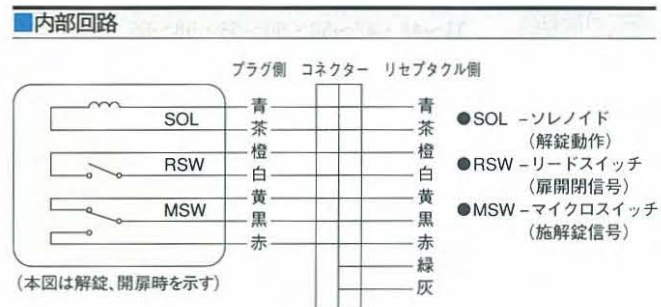 ■内部回路
プラグ側 コネクター リセプタクル側
SOL
RSW
MSW
青
茶
橙
白
黄
黒
赤
青
茶
橙
白
黄
黒
赤
緑
灰
●SOL －ソレノイド
(解錠動作)
●RSW －リードスイッチ
(扉開閉信号)
●MSW －マイクロスイッチ
(施解錠信号)
(本図は解錠、開扉時を示す)